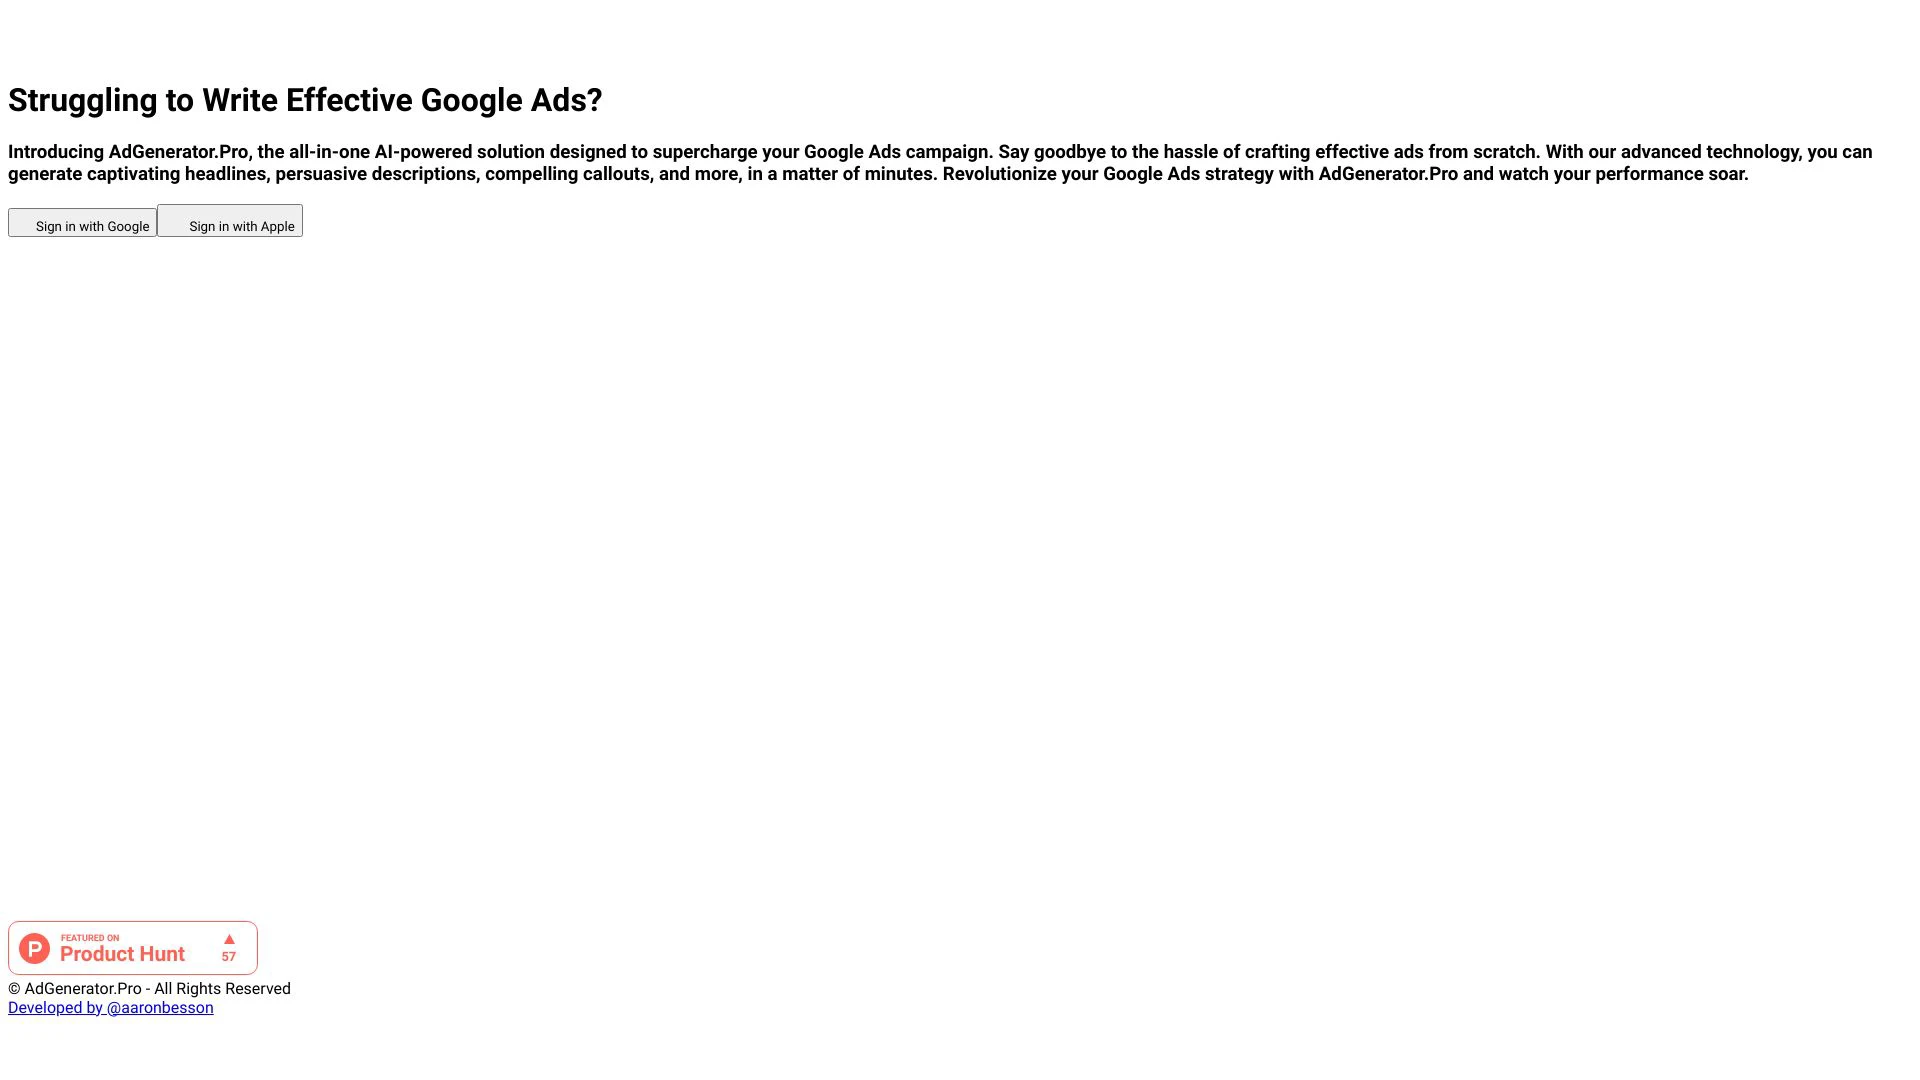 Struggling to Write Effective Google Ads?
Introducing AdGenerator.Pro, the all-in-one AI-powered solution designed to supercharge your Google Ads campaign. Say goodbye to the hassle of crafting effective ads from scratch. With our advanced technology, you can
generate captivating headlines, persuasive descriptions, compelling callouts, and more, in a matter of minutes. Revolutionize your Google Ads strategy with AdGenerator.Pro and watch your performance soar.
Sign in with Google Sign in with Apple
FEATURED ON
Product Hunt
57
© AdGenerator.Pro - All Rights Reserved
Developed by @aaronbesson